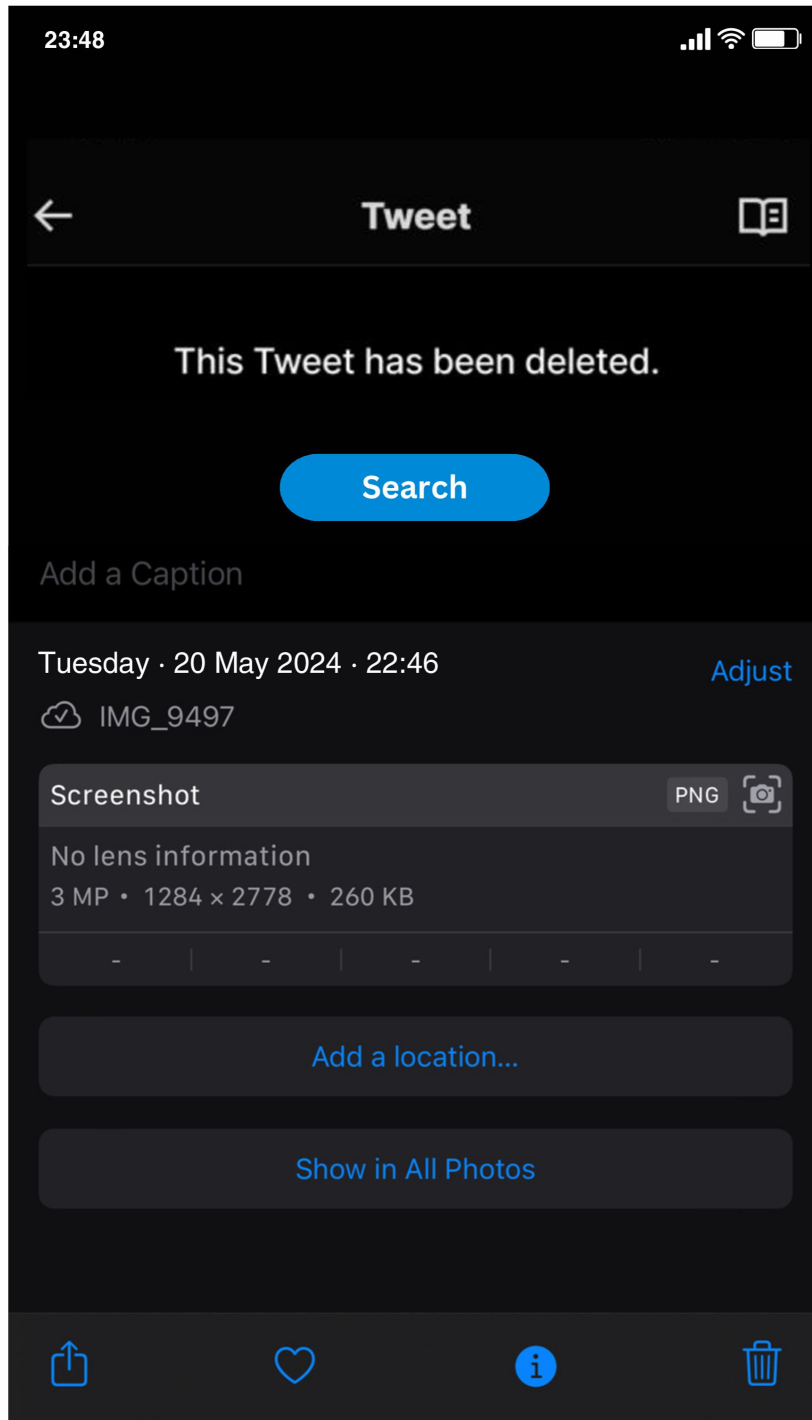 23:48
Tweet
This Tweet has been deleted.
Search
Add a Caption
Tuesday · 20 May 2024 · 22:46
Adjust
IMG_9497
Screenshot PNG
No lens information
3 MP • 1284 × 2778 • 260 KB
- | - | - | - | -
Add a location...
Show in All Photos